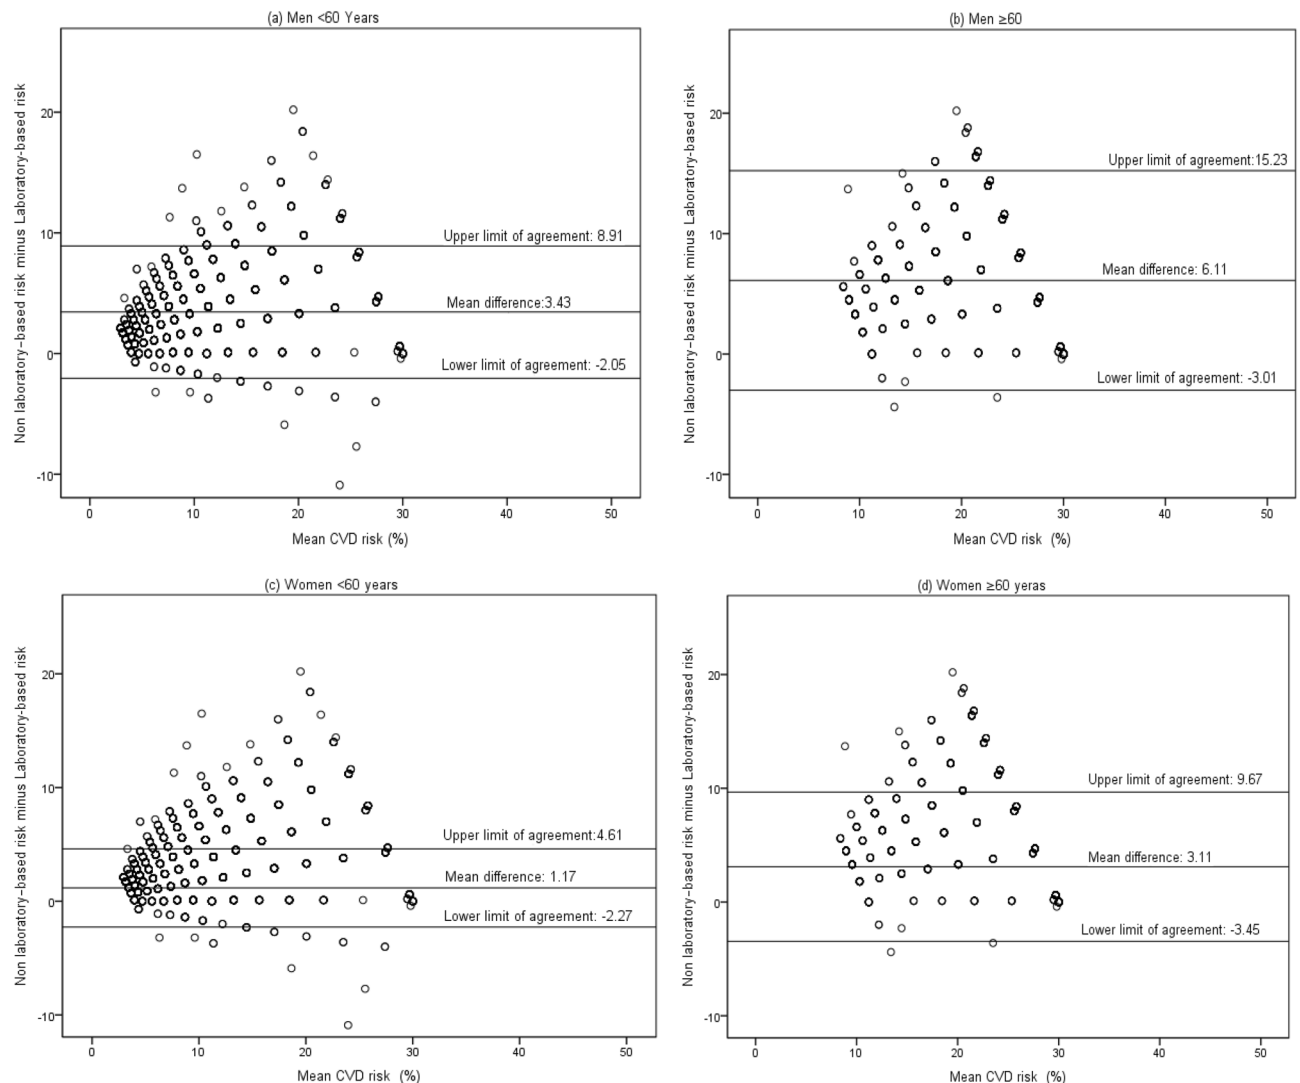 (a) Men <60 Years
Non laboratory-based risk minus Laboratory-based risk
20
10
0
-10
Upper limit of agreement: 8.91
Mean difference:3.43
Lower limit of agreement: -2.05
0 10 20 30 40 50
Mean CVD risk (%)
(b) Men ≥60
Non laboratory-based risk minus Laboratory-based risk
20
10
0
-10
Upper limit of agreement:15.23
Mean difference: 6.11
Lower limit of agreement: -3.01
0 10 20 30 40 50
Mean CVD risk (%)
(c) Women <60 years
Non laboratory-based risk minus Laboratory-based risk
20
10
0
-10
Upper limit of agreement:4.61
Mean difference: 1.17
Lower limit of agreement: -2.27
0 10 20 30 40 50
Mean CVD risk (%)
(d) Women ≥60 yeras
Non laboratory-based risk minus Laboratory-based risk
20
10
0
-10
Upper limit of agreement: 9.67
Mean difference: 3.11
Lower limit of agreement: -3.45
0 10 20 30 40 50
Mean CVD risk (%)